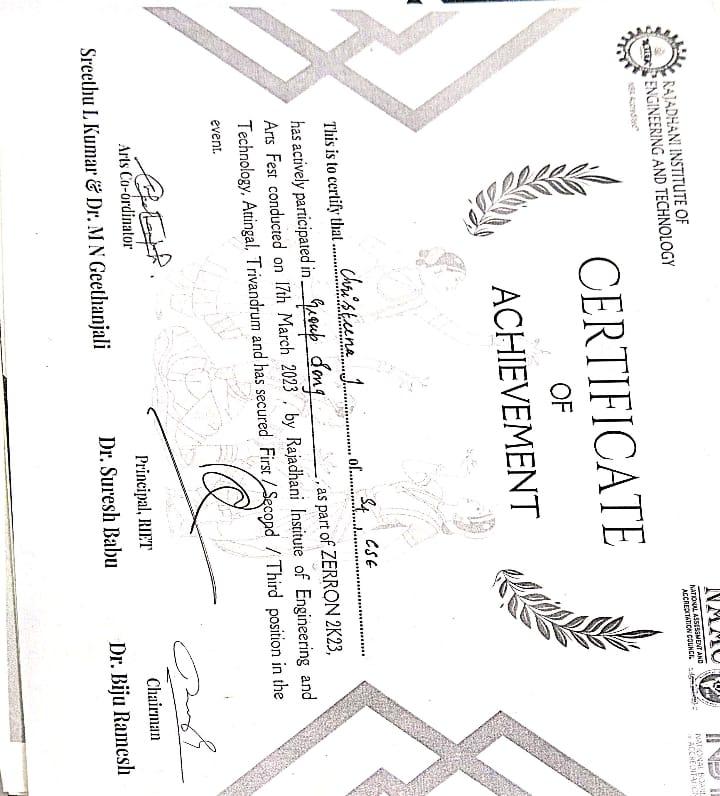 RAJADHANI INSTITUTE OF
ENGINEERING AND TECHNOLOGY
NBA Accredited
NAAC
NATIONAL ASSESSMENT AND
ACCREDITATION COUNCIL
NATIONAL BOARD
of ACCREDITATION
CERTIFICATE
OF
ACHIEVEMENT
This is to certify that Christeena J of S4, CSE
has actively participated in Group Song, as part of ZERRON 2K23,
Arts Fest conducted on 17th March 2023 , by Rajadhani Institute of Engineering and
Technology, Attingal, Trivandrum and has secured First / Second / Third position in the
event.
Arts Co-ordinator
Sreethu L Kumar & Dr. M N Geethanjali
Principal, RIET
Dr. Suresh Babu
Chairman
Dr. Biju Ramesh